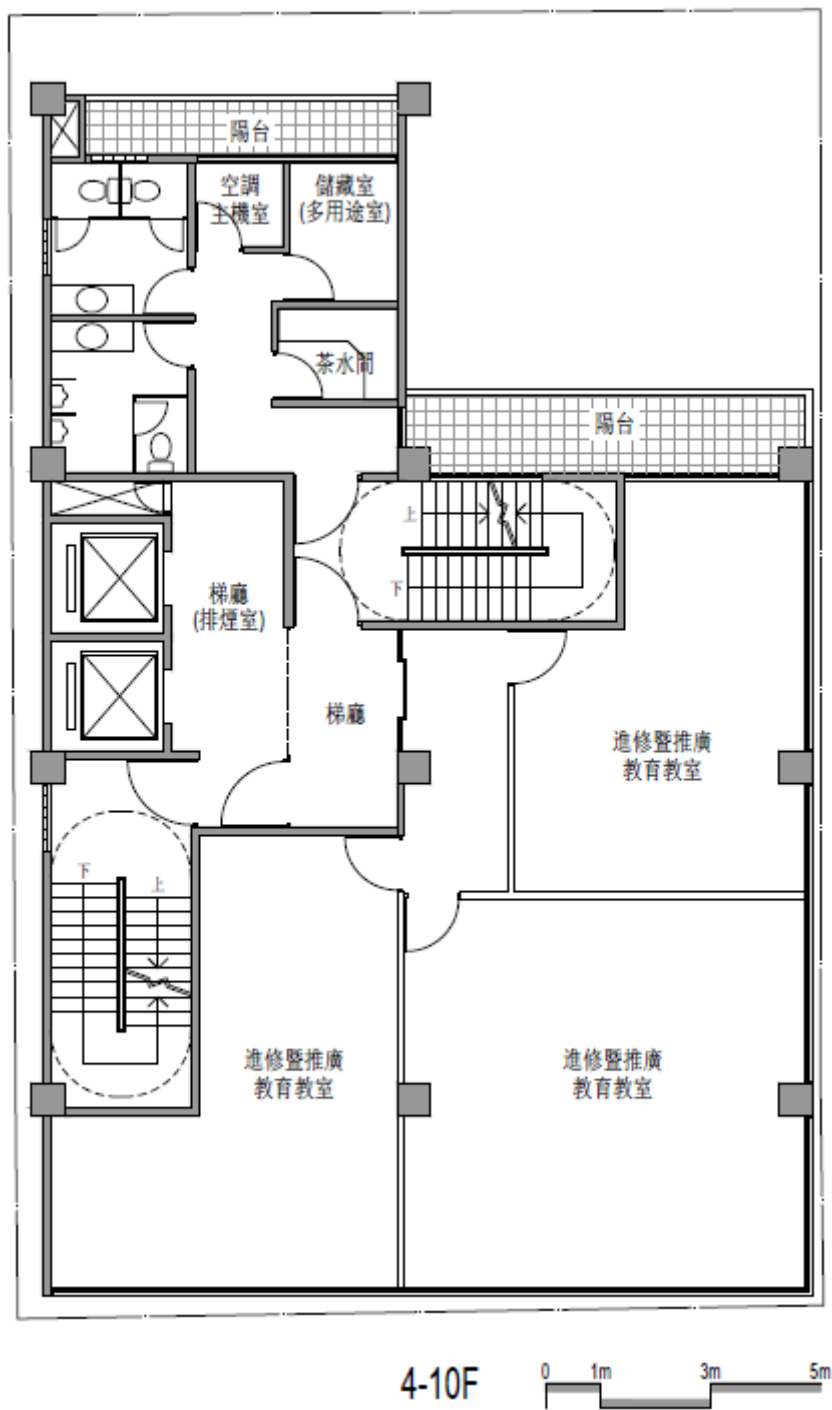 陽台
空調
主機室
儲藏室
(多用途室)
茶水間
陽台
上
下
梯廳
(排煙室)
梯廳
進修暨推廣
教育教室
下
上
進修暨推廣
教育教室
進修暨推廣
教育教室
4-10F
0 1m 3m 5m